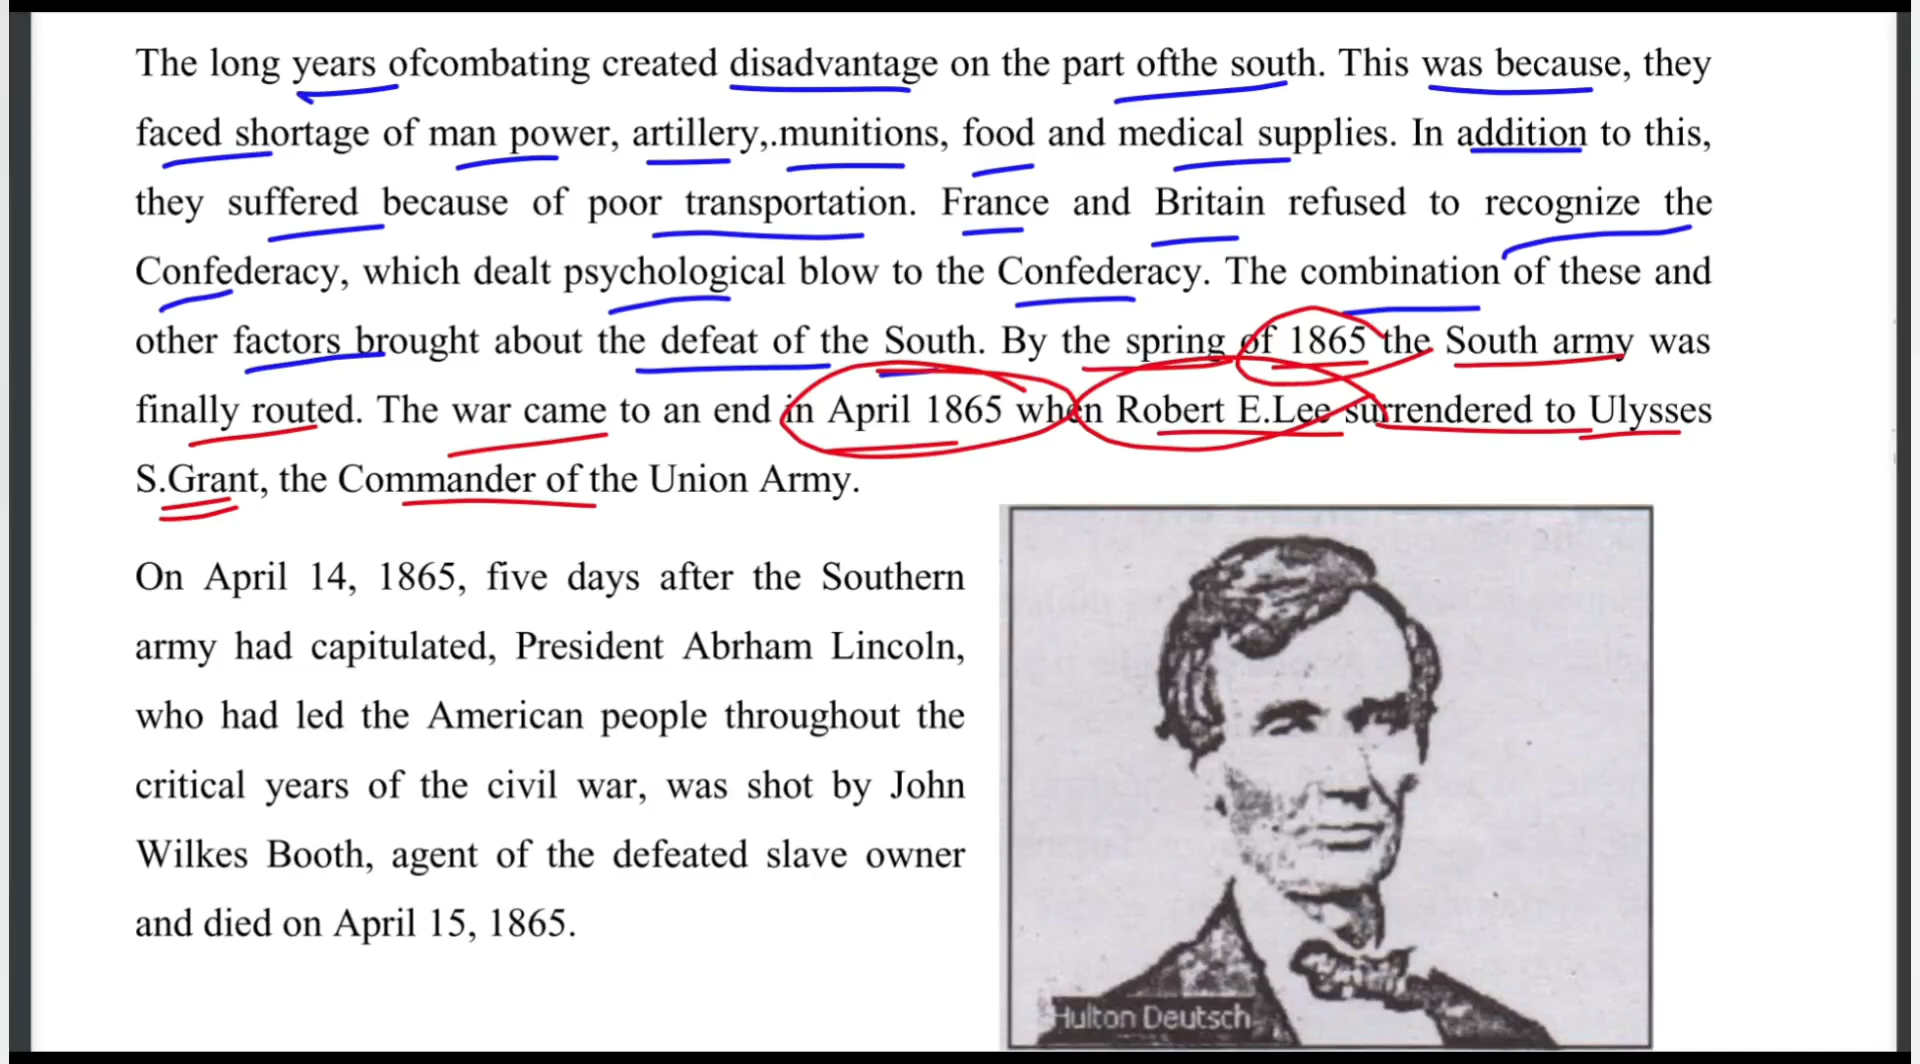 The long years ofcombating created disadvantage on the part ofthe south. This was because, they
faced shortage of man power, artillery,.munitions, food and medical supplies. In addition to this,
they suffered because of poor transportation. France and Britain refused to recognize the
Confederacy, which dealt psychological blow to the Confederacy. The combination of these and
other factors brought about the defeat of the South. By the spring of 1865 the South army was
finally routed. The war came to an end in April 1865 when Robert E.Lee surrendered to Ulysses
S.Grant, the Commander of the Union Army.
On April 14, 1865, five days after the Southern
army had capitulated, President Abrham Lincoln,
who had led the American people throughout the
critical years of the civil war, was shot by John
Wilkes Booth, agent of the defeated slave owner
and died on April 15, 1865.
Hulton Deutsch